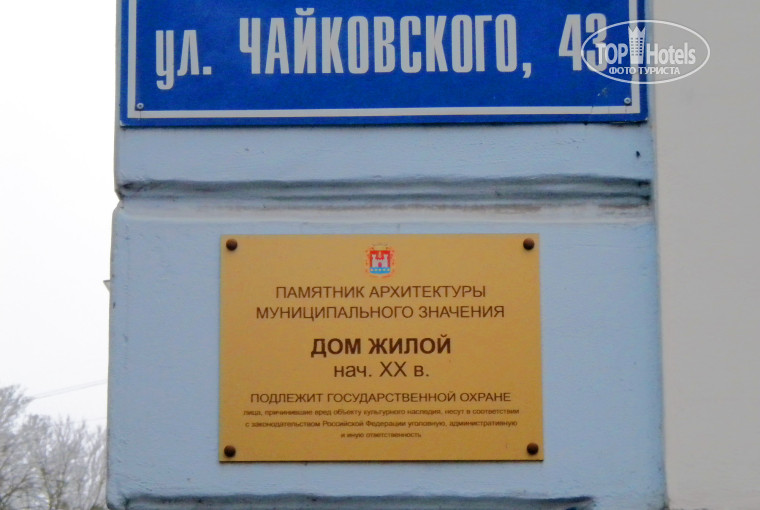 ул. ЧАЙКОВСКОГО, 43
TOP Hotels
ФОТО ТУРИСТА
ПАМЯТНИК АРХИТЕКТУРЫ
МУНИЦИПАЛЬНОГО ЗНАЧЕНИЯ
ДОМ ЖИЛОЙ
нач. XX в.
ПОДЛЕЖИТ ГОСУДАРСТВЕННОЙ ОХРАНЕ
лица, причинившие вред объекту культурного наследия, несут в соответствии
с законодательством Российской Федерации уголовную, административную
и иную ответственность